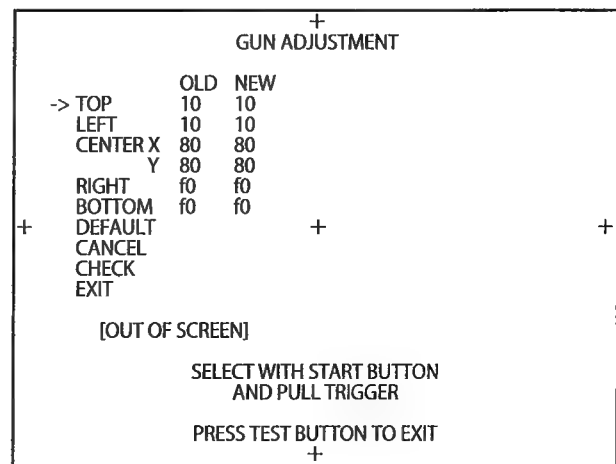 GUN ADJUSTMENT
OLD NEW
-> TOP 10 10
LEFT 10 10
CENTER X 80 80
Y 80 80
RIGHT f0 f0
BOTTOM f0 f0
DEFAULT
CANCEL
CHECK
EXIT
[OUT OF SCREEN]
SELECT WITH START BUTTON
AND PULL TRIGGER
PRESS TEST BUTTON TO EXIT